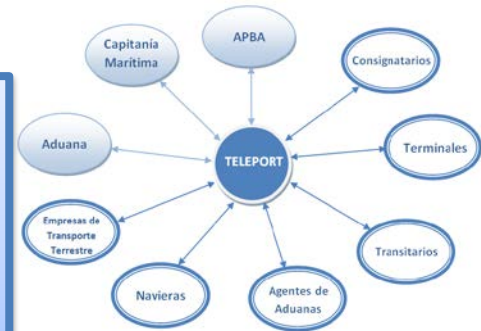 APBA
Capitanía
Marítima
Consignatarios
Aduana
TELEPORT
Terminales
Empresas de
Transporte
Terrestre
Transitarios
Navieras
Agentes de
Aduanas